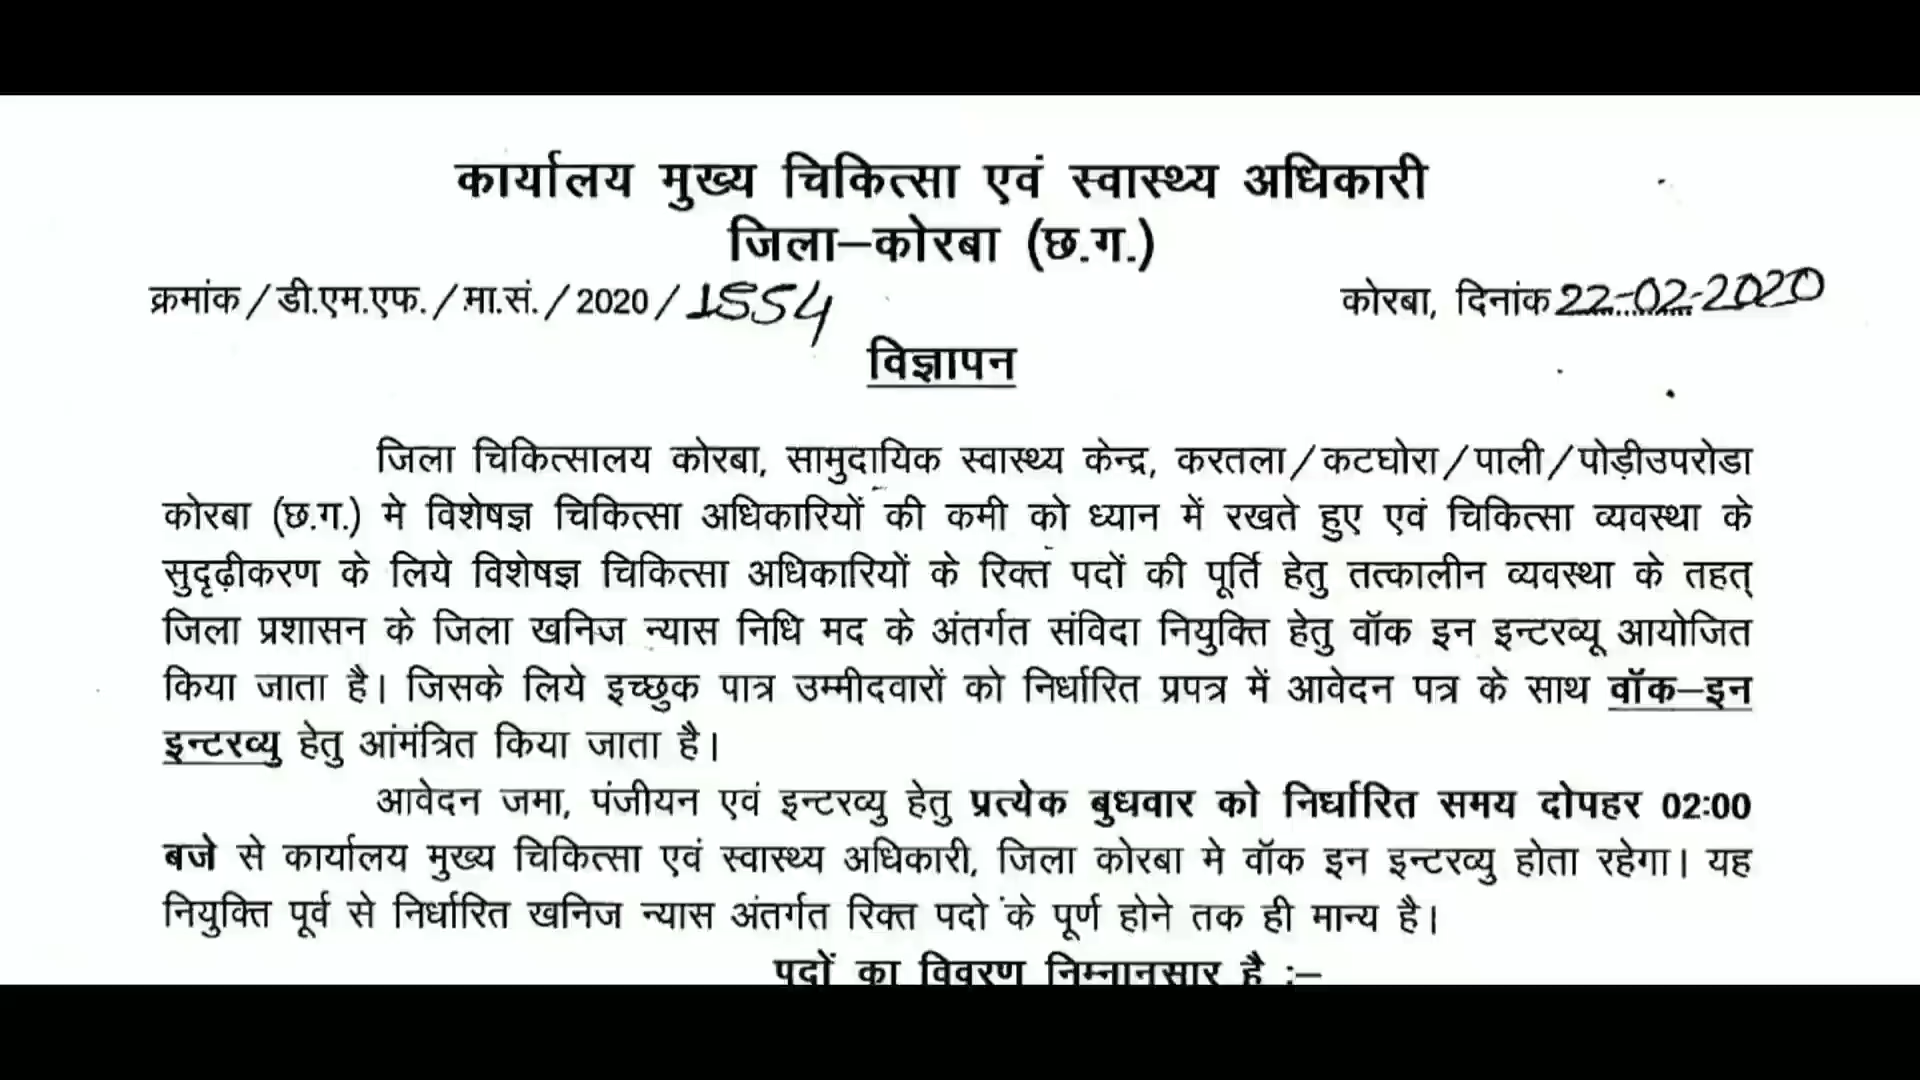 कार्यालय मुख्य चिकित्सा एवं स्वास्थ्य अधिकारी
जिला–कोरबा (छ.ग.)
क्रमांक/डी.एम.एफ./मा.सं./2020/1554 कोरबा, दिनांक 22-02-2020
विज्ञापन
जिला चिकित्सालय कोरबा, सामुदायिक स्वास्थ्य केन्द्र, करतला/कटघोरा/पाली/पोड़ीउपरोडा
कोरबा (छ.ग.) मे विशेषज्ञ चिकित्सा अधिकारियों की कमी को ध्यान में रखते हुए एवं चिकित्सा व्यवस्था के
सुदृढ़ीकरण के लिये विशेषज्ञ चिकित्सा अधिकारियों के रिक्त पदों की पूर्ति हेतु तत्कालीन व्यवस्था के तहत्
जिला प्रशासन के जिला खनिज न्यास निधि मद के अंतर्गत संविदा नियुक्ति हेतु वॉक इन इन्टरव्यू आयोजित
किया जाता है। जिसके लिये इच्छुक पात्र उम्मीदवारों को निर्धारित प्रपत्र में आवेदन पत्र के साथ वॉक–इन
इन्टरव्यु हेतु आंमंत्रित किया जाता है।
आवेदन जमा, पंजीयन एवं इन्टरव्यु हेतु प्रत्येक बुधवार को निर्धारित समय दोपहर 02:00
बजे से कार्यालय मुख्य चिकित्सा एवं स्वास्थ्य अधिकारी, जिला कोरबा मे वॉक इन इन्टरव्यु होता रहेगा। यह
नियुक्ति पूर्व से निर्धारित खनिज न्यास अंतर्गत रिक्त पदो के पूर्ण होने तक ही मान्य है।
पदों का विवरण निम्नानुसार है :–